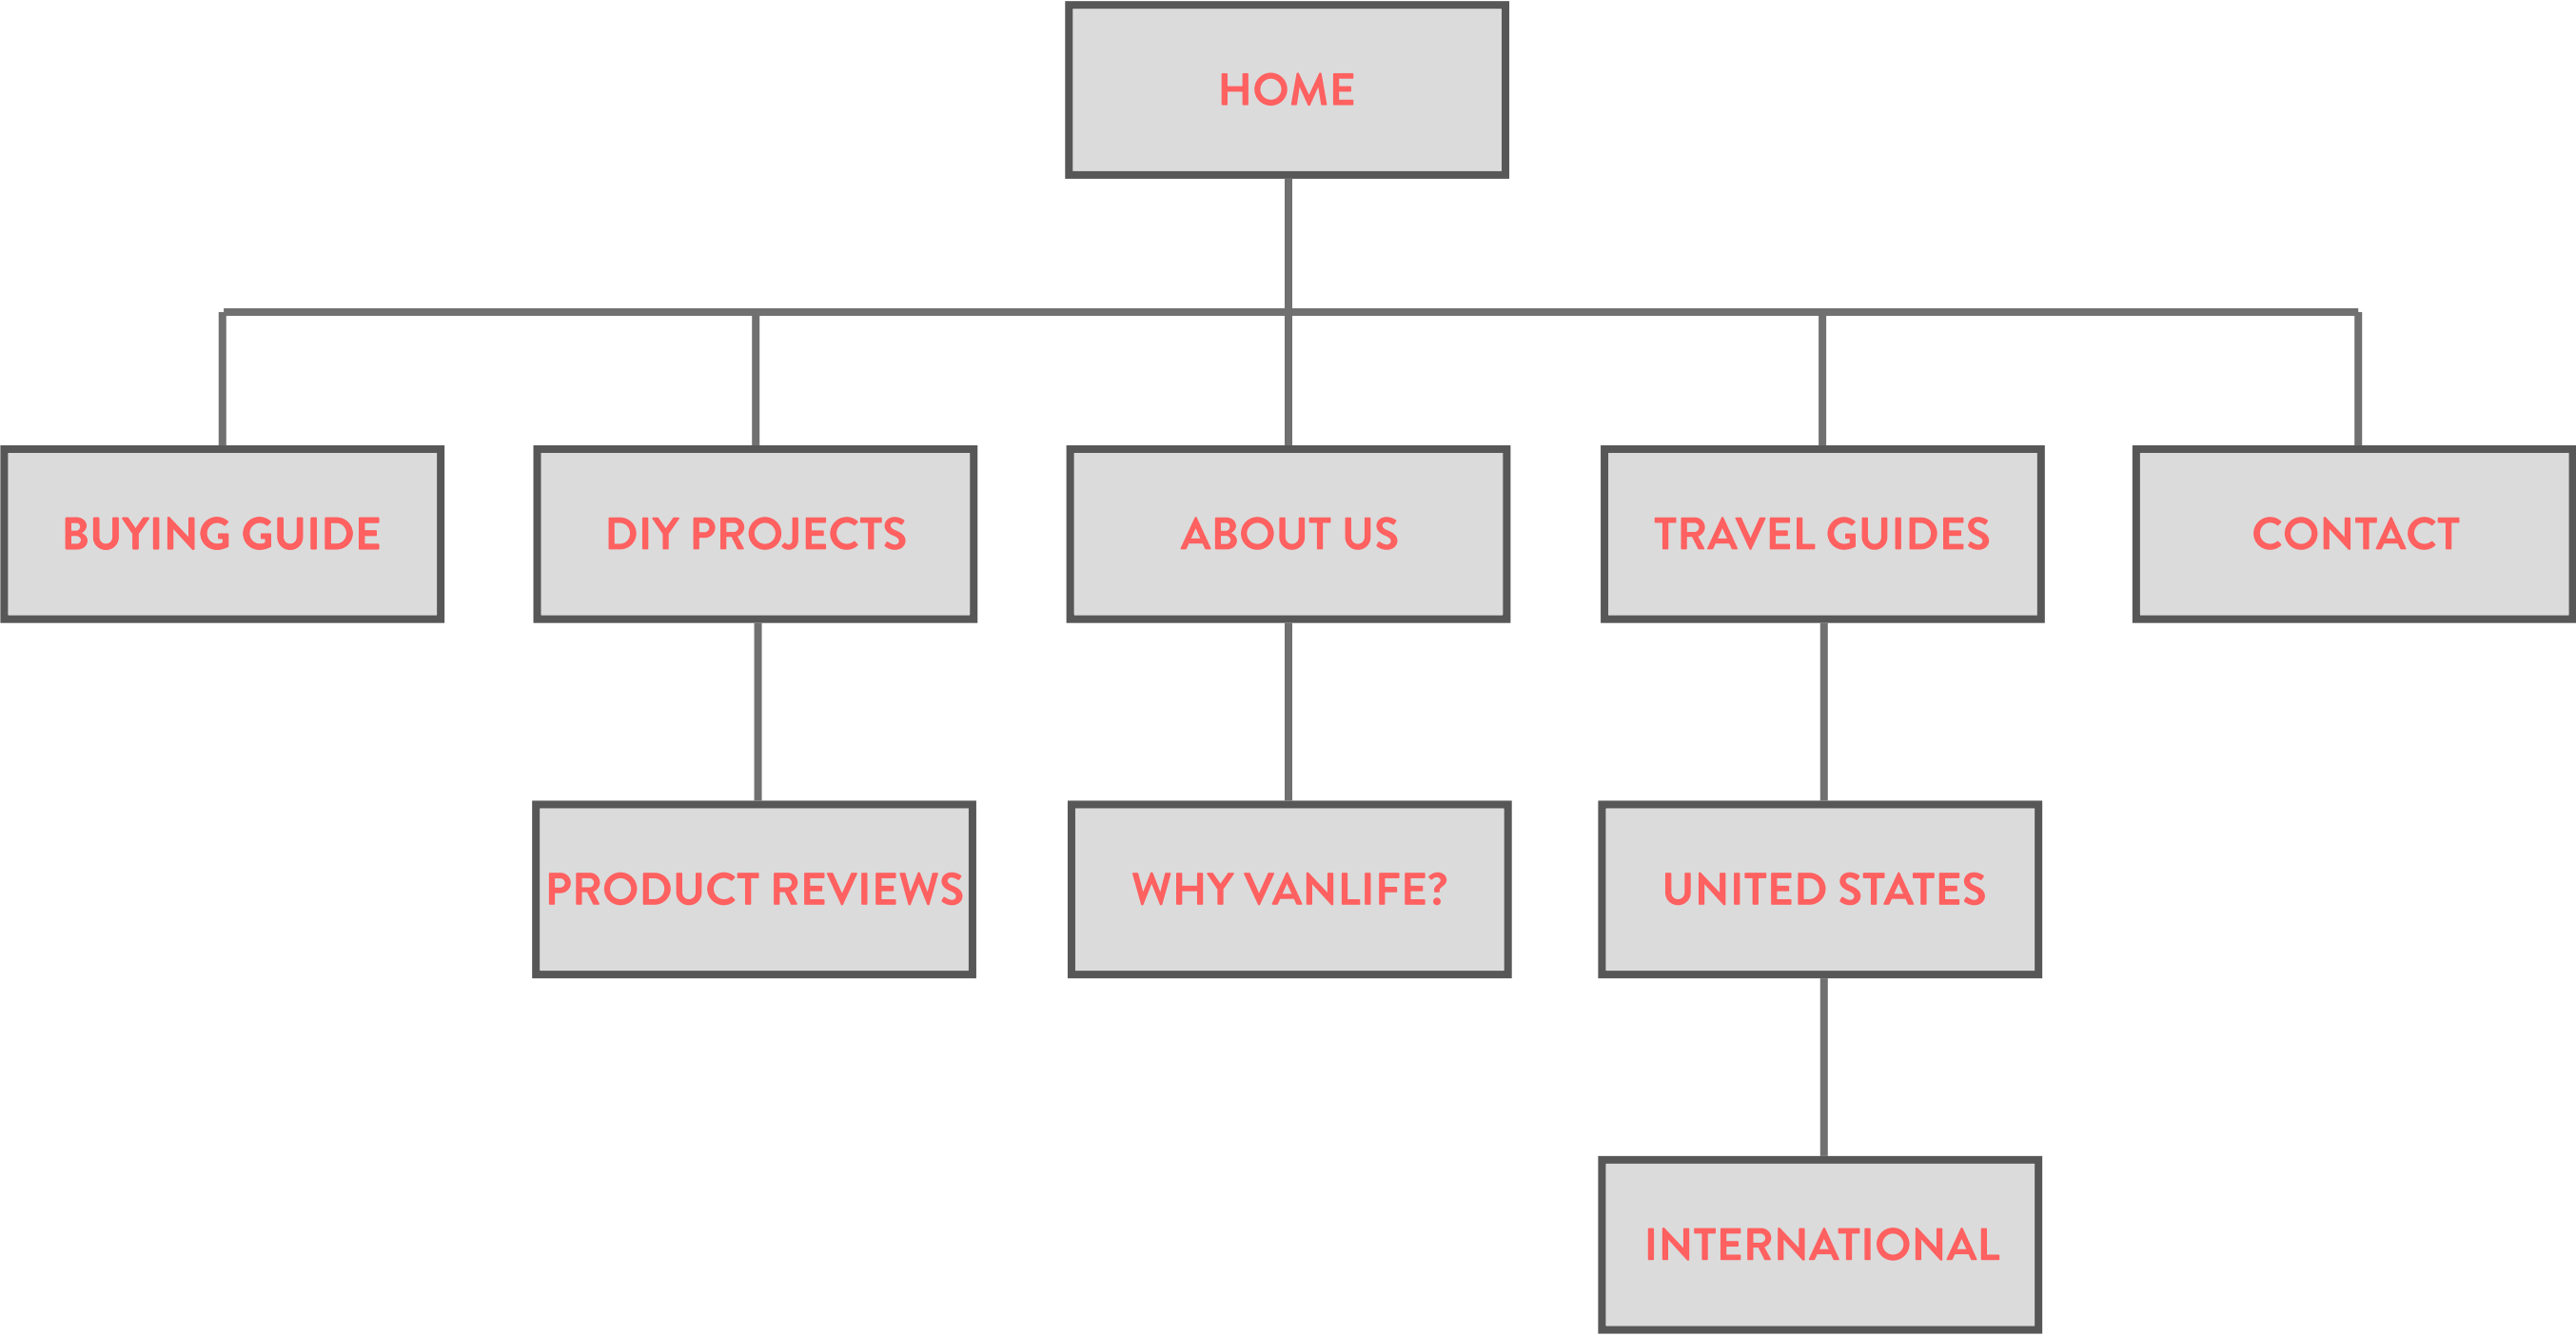 HOME
BUYING GUIDE
DIY PROJECTS
ABOUT US
TRAVEL GUIDES
CONTACT
PRODUCT REVIEWS
WHY VANLIFE?
UNITED STATES
INTERNATIONAL